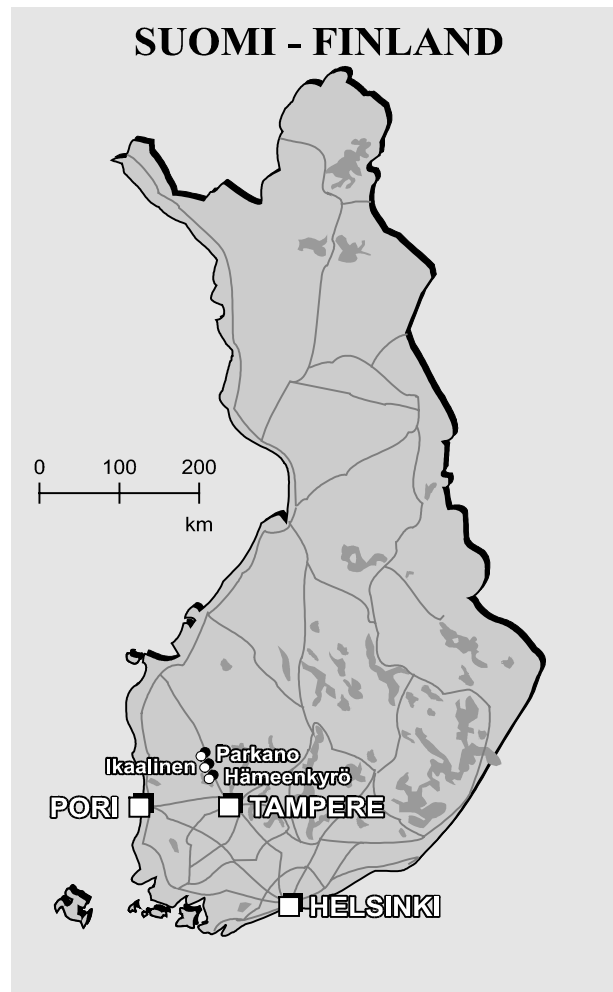 SUOMI - FINLAND
0 100 200
km
Parkano
Ikaalinen
Hämeenkyrö
PORI
TAMPERE
HELSINKI